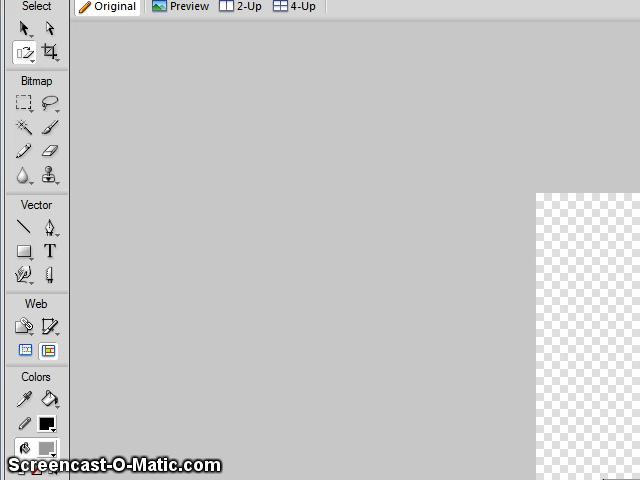 Select
Original Preview 2-Up 4-Up
Bitmap
Vector
T
Web
Colors
Screencast-O-Matic.com